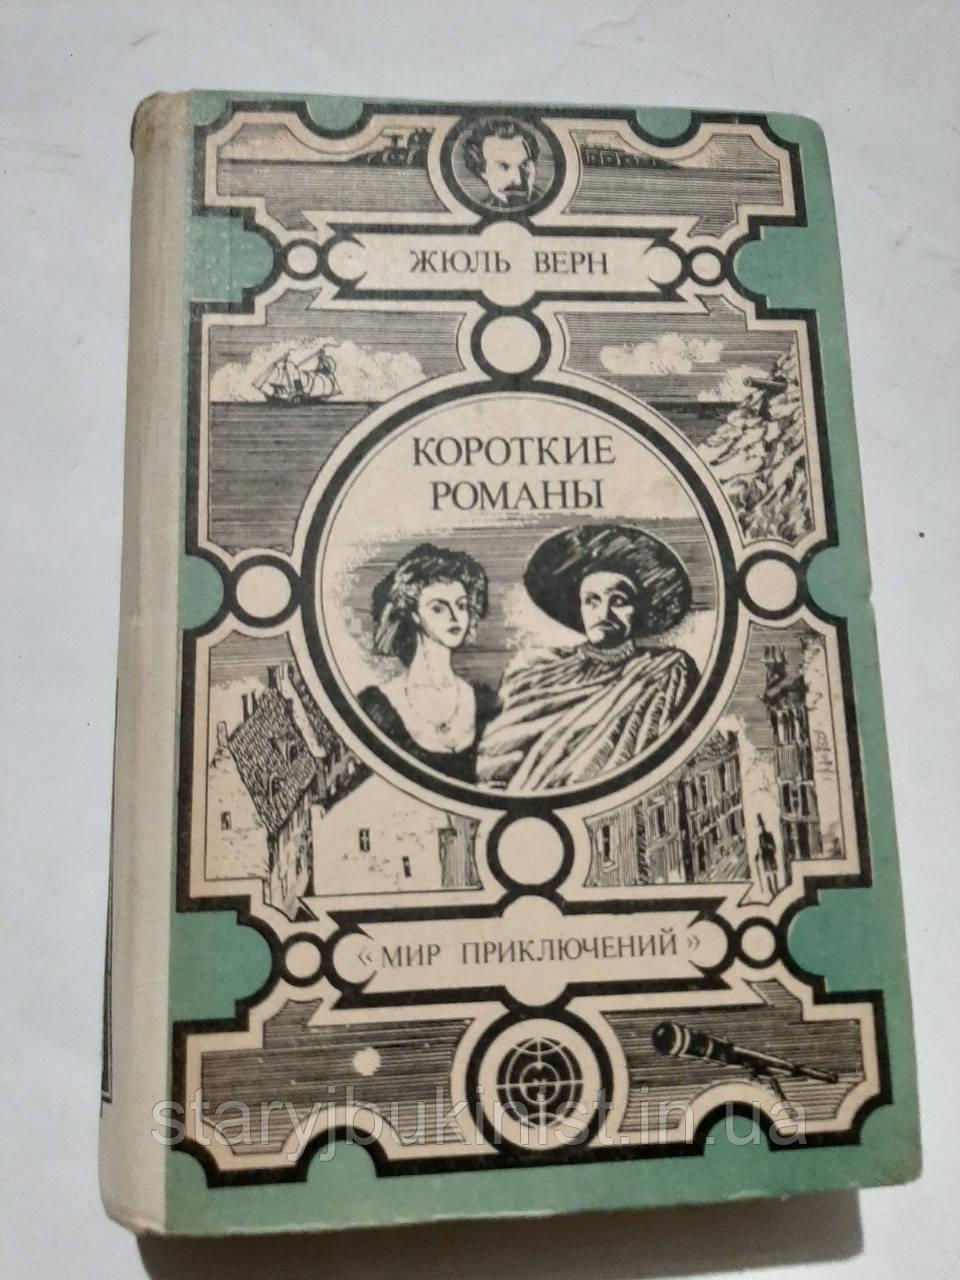 ЖЮЛЬ ВЕРН
КОРОТКИЕ
РОМАНЫ
«МИР ПРИКЛЮЧЕНИЙ»
staryjbukinist.in.ua